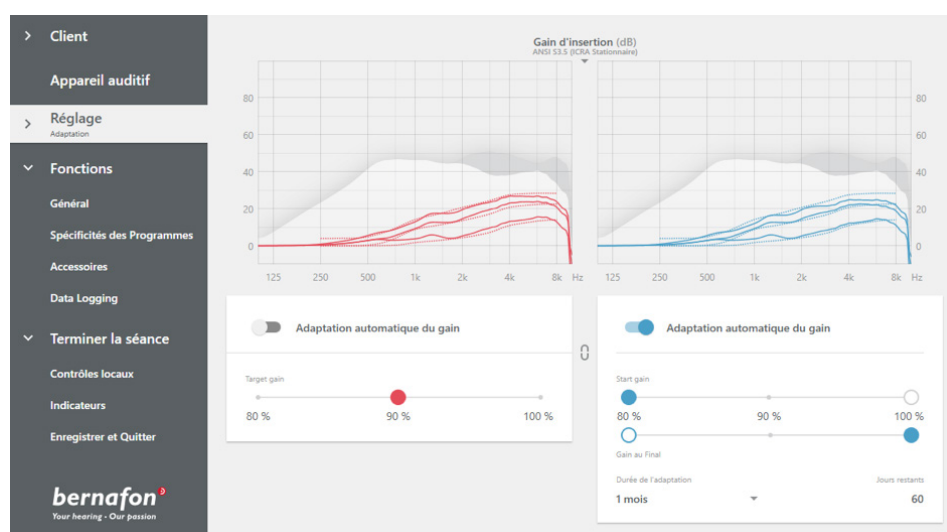 Client
Appareil auditif
Réglage
Adaptation
Fonctions
Général
Spécificités des Programmes
Accessoires
Data Logging
Terminer la séance
Contrôles locaux
Indicateurs
Enregistrer et Quitter
bernafon
Your hearing • Our passion
Gain d'insertion (dB)
ANSI S3.5 (ICRA Stationnaire)
80
60
40
20
0
125 250 500 1k 2k 4k 8k Hz
80
60
40
20
0
125 250 500 1k 2k 4k 8k Hz
Adaptation automatique du gain
Target gain
80 % 90 % 100 %
Adaptation automatique du gain
Start gain
80 % 90 % 100 %
Gain au Final
Durée de l'adaptation Jours restants
1 mois 60